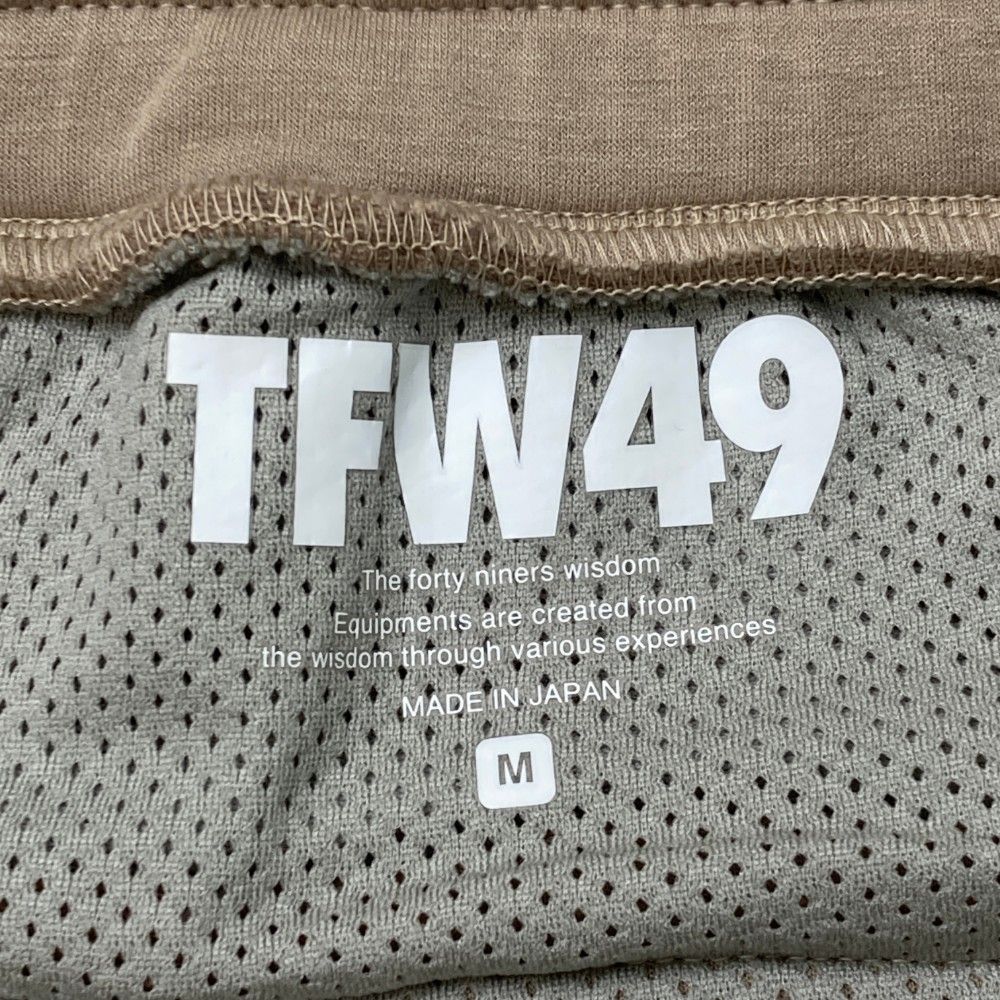 TFW49
The forty niners wisdom
Equipments are created from
the wisdom through various experiences
MADE IN JAPAN
M